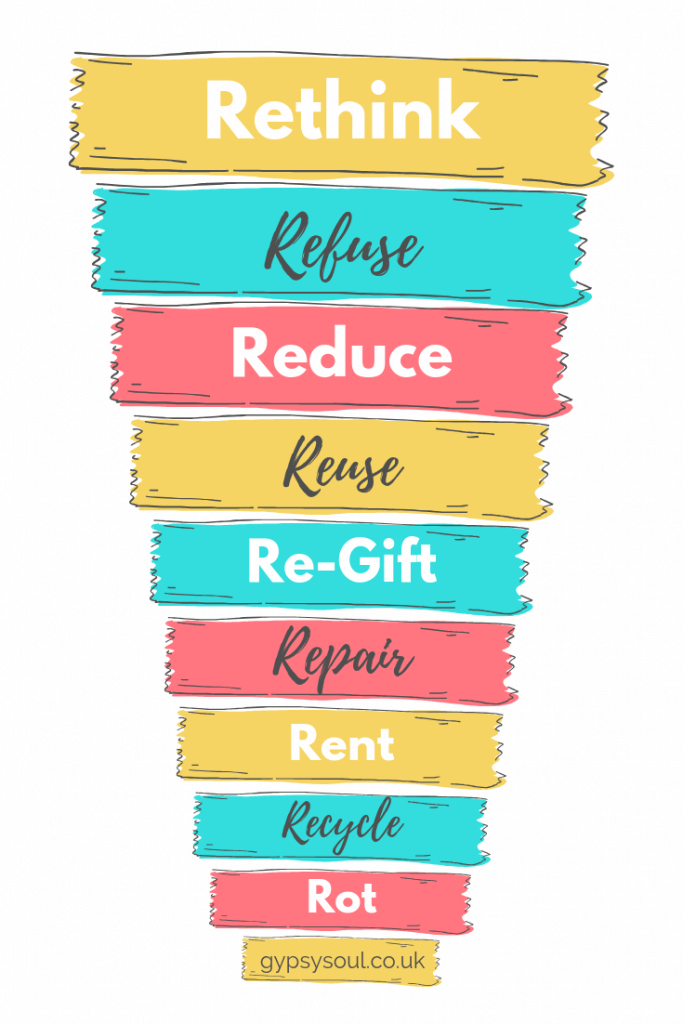 Rethink
Refuse
Reduce
Reuse
Re-Gift
Repair
Rent
Recycle
Rot
gypsysoul.co.uk